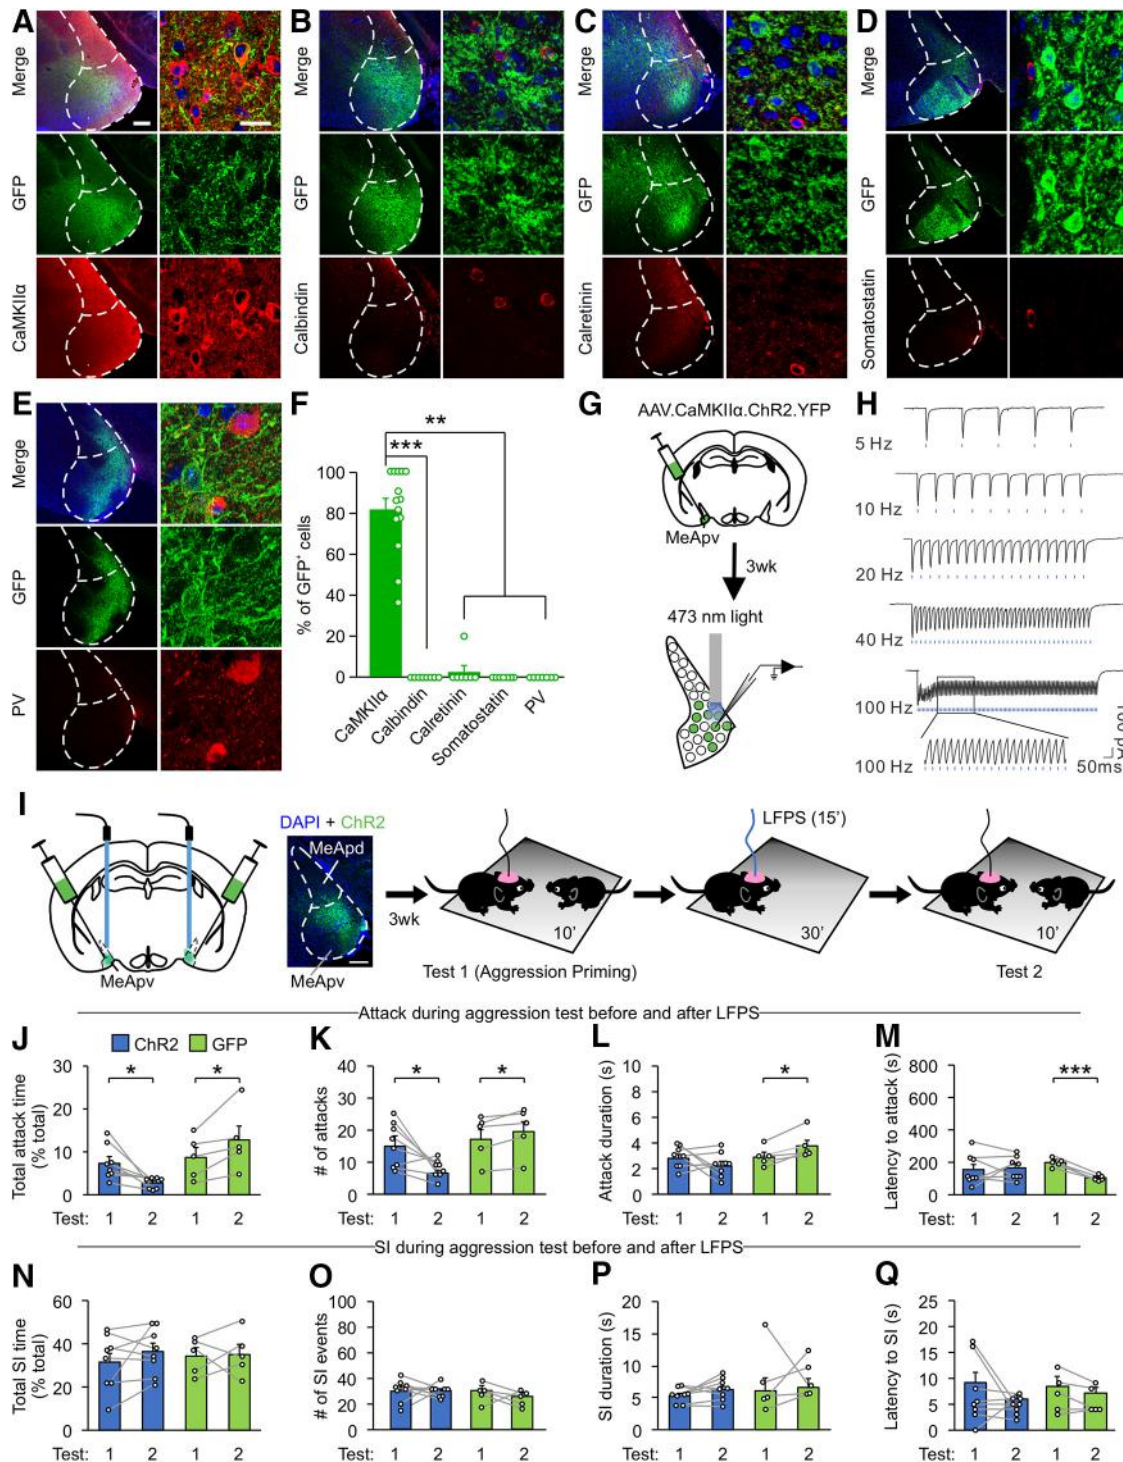 A
B
C
D
Merge
Merge
Merge
Merge
GFP
GFP
GFP
GFP
CaMKIIα
Calbindin
Calretinin
Somatostatin
E
Merge
GFP
PV
F
**
***
% of GFP+ cells
100
80
60
40
20
0
CaMKIIα
Calbindin
Calretinin
Somatostatin
PV
G
AAV.CaMKIIα.ChR2.YFP
MeApv
3wk
473 nm light
H
5 Hz
10 Hz
20 Hz
40 Hz
100 Hz
100 Hz
50ms
I
MeApv
DAPI + ChR2
MeApd
MeApv
3wk
10'
Test 1 (Aggression Priming)
LFPS (15')
30'
10'
Test 2
Attack during aggression test before and after LFPS
J
ChR2
GFP
Total attack time
(% total)
30
20
10
0
*
*
Test: 1 2 1 2
K
# of attacks
40
30
20
10
0
*
*
1 2 1 2
L
Attack duration (s)
10
8
6
4
2
0
*
Test: 1 2 1 2
M
Latency to attack (s)
800
600
400
200
0
***
1 2 1 2
SI during aggression test before and after LFPS
N
Total SI time
(% total)
60
40
20
0
Test: 1 2 1 2
O
# of SI events
100
80
60
40
20
0
1 2 1 2
P
SI duration (s)
20
15
10
5
0
Test: 1 2 1 2
Q
Latency to SI (s)
25
20
15
10
5
0
1 2 1 2